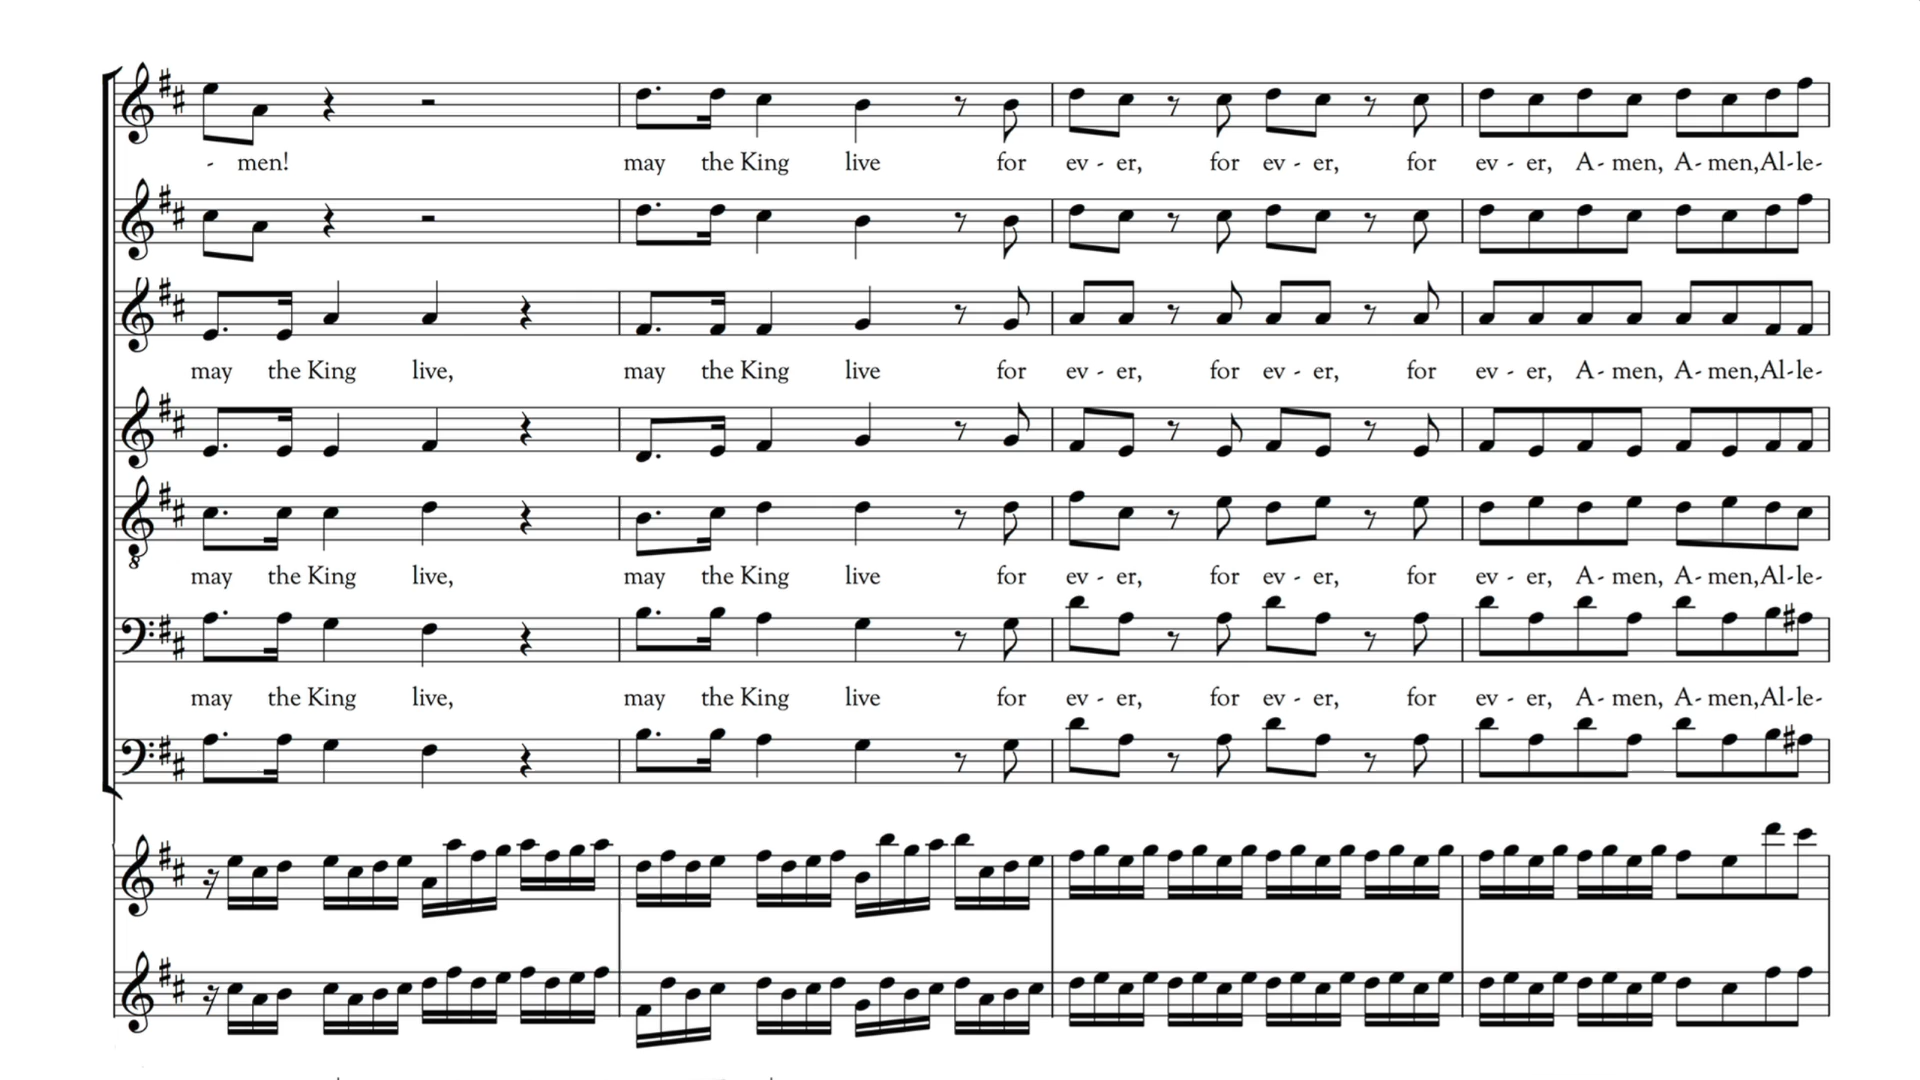 - men! may the King live for ev - er, for ev - er, for ev - er, A - men, A - men, Al - le -
may the King live, may the King live for ev - er, for ev - er, for ev - er, A - men, A - men, Al - le -
8
may the King live, may the King live for ev - er, for ev - er, for ev - er, A - men, A - men, Al - le -
may the King live, may the King live for ev - er, for ev - er, for ev - er, A - men, A - men, Al - le -